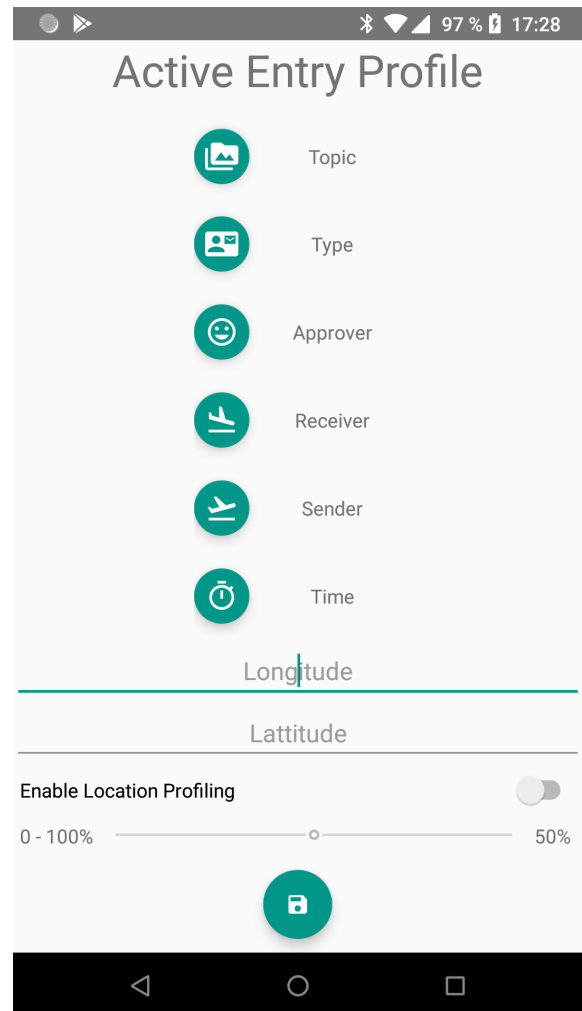 97 % 17:28
Active Entry Profile
Topic
Type
Approver
Receiver
Sender
Time
Longitude
Lattitude
Enable Location Profiling
0 - 100% 50%